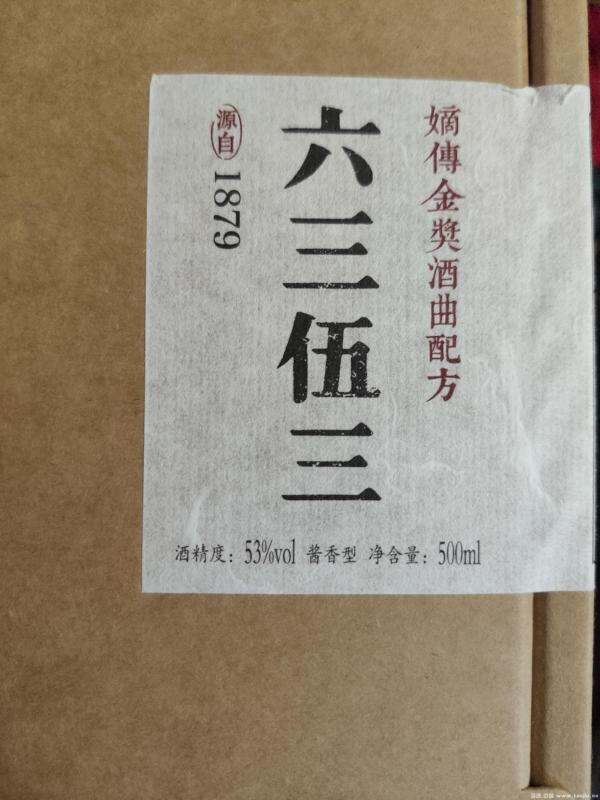 嫡傳金奨酒曲配方
六三伍三
源自
1879
酒精度：53%vol 酱香型 净含量：500ml